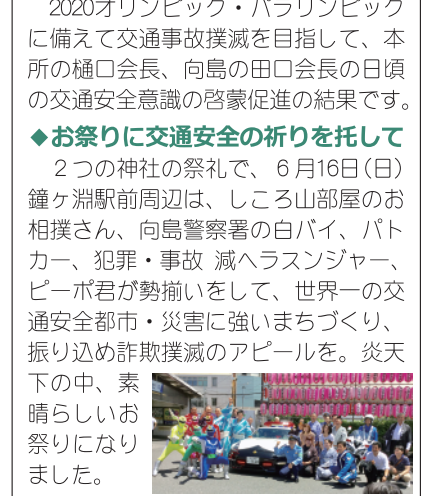 2020オリンピック・パラリンピック
に備えて交通事故撲滅を目指して、本
所の樋口会長、向島の田口会長の日頃
の交通安全意識の啓蒙促進の結果です。
◆お祭りに交通安全の祈りを托して
２つの神社の祭礼で、６月16日(日)
鐘ヶ淵駅前周辺は、しころ山部屋のお
相撲さん、向島警察署の白バイ、パト
カー、犯罪・事故 減へラスンジャー、
ピーポ君が勢揃いをして、世界一の交
通安全都市・災害に強いまちづくり、
振り込め詐欺撲滅のアピールを。炎天
下の中、素
晴らしいお
祭りになり
ました。